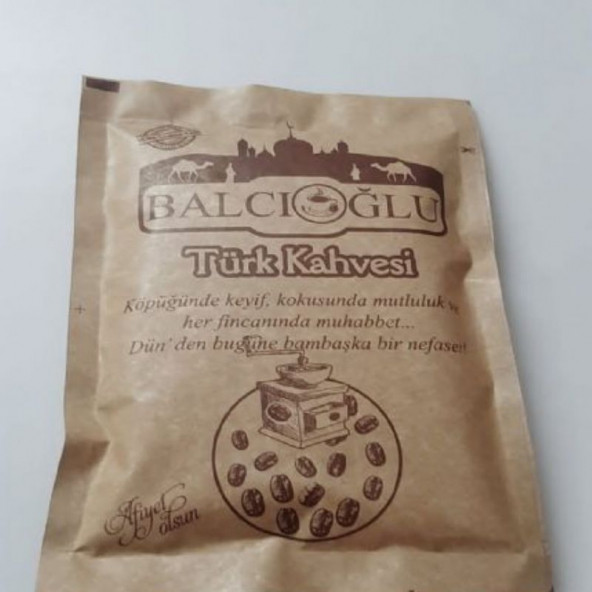 BALCIOĞLU
Türk Kahvesi
Köpüğünde keyif, kokusunda mutluluk ve
her fincanında muhabbet...
Dün'den bugüne bambaşka bir nefaset!
Afiyet
olsun